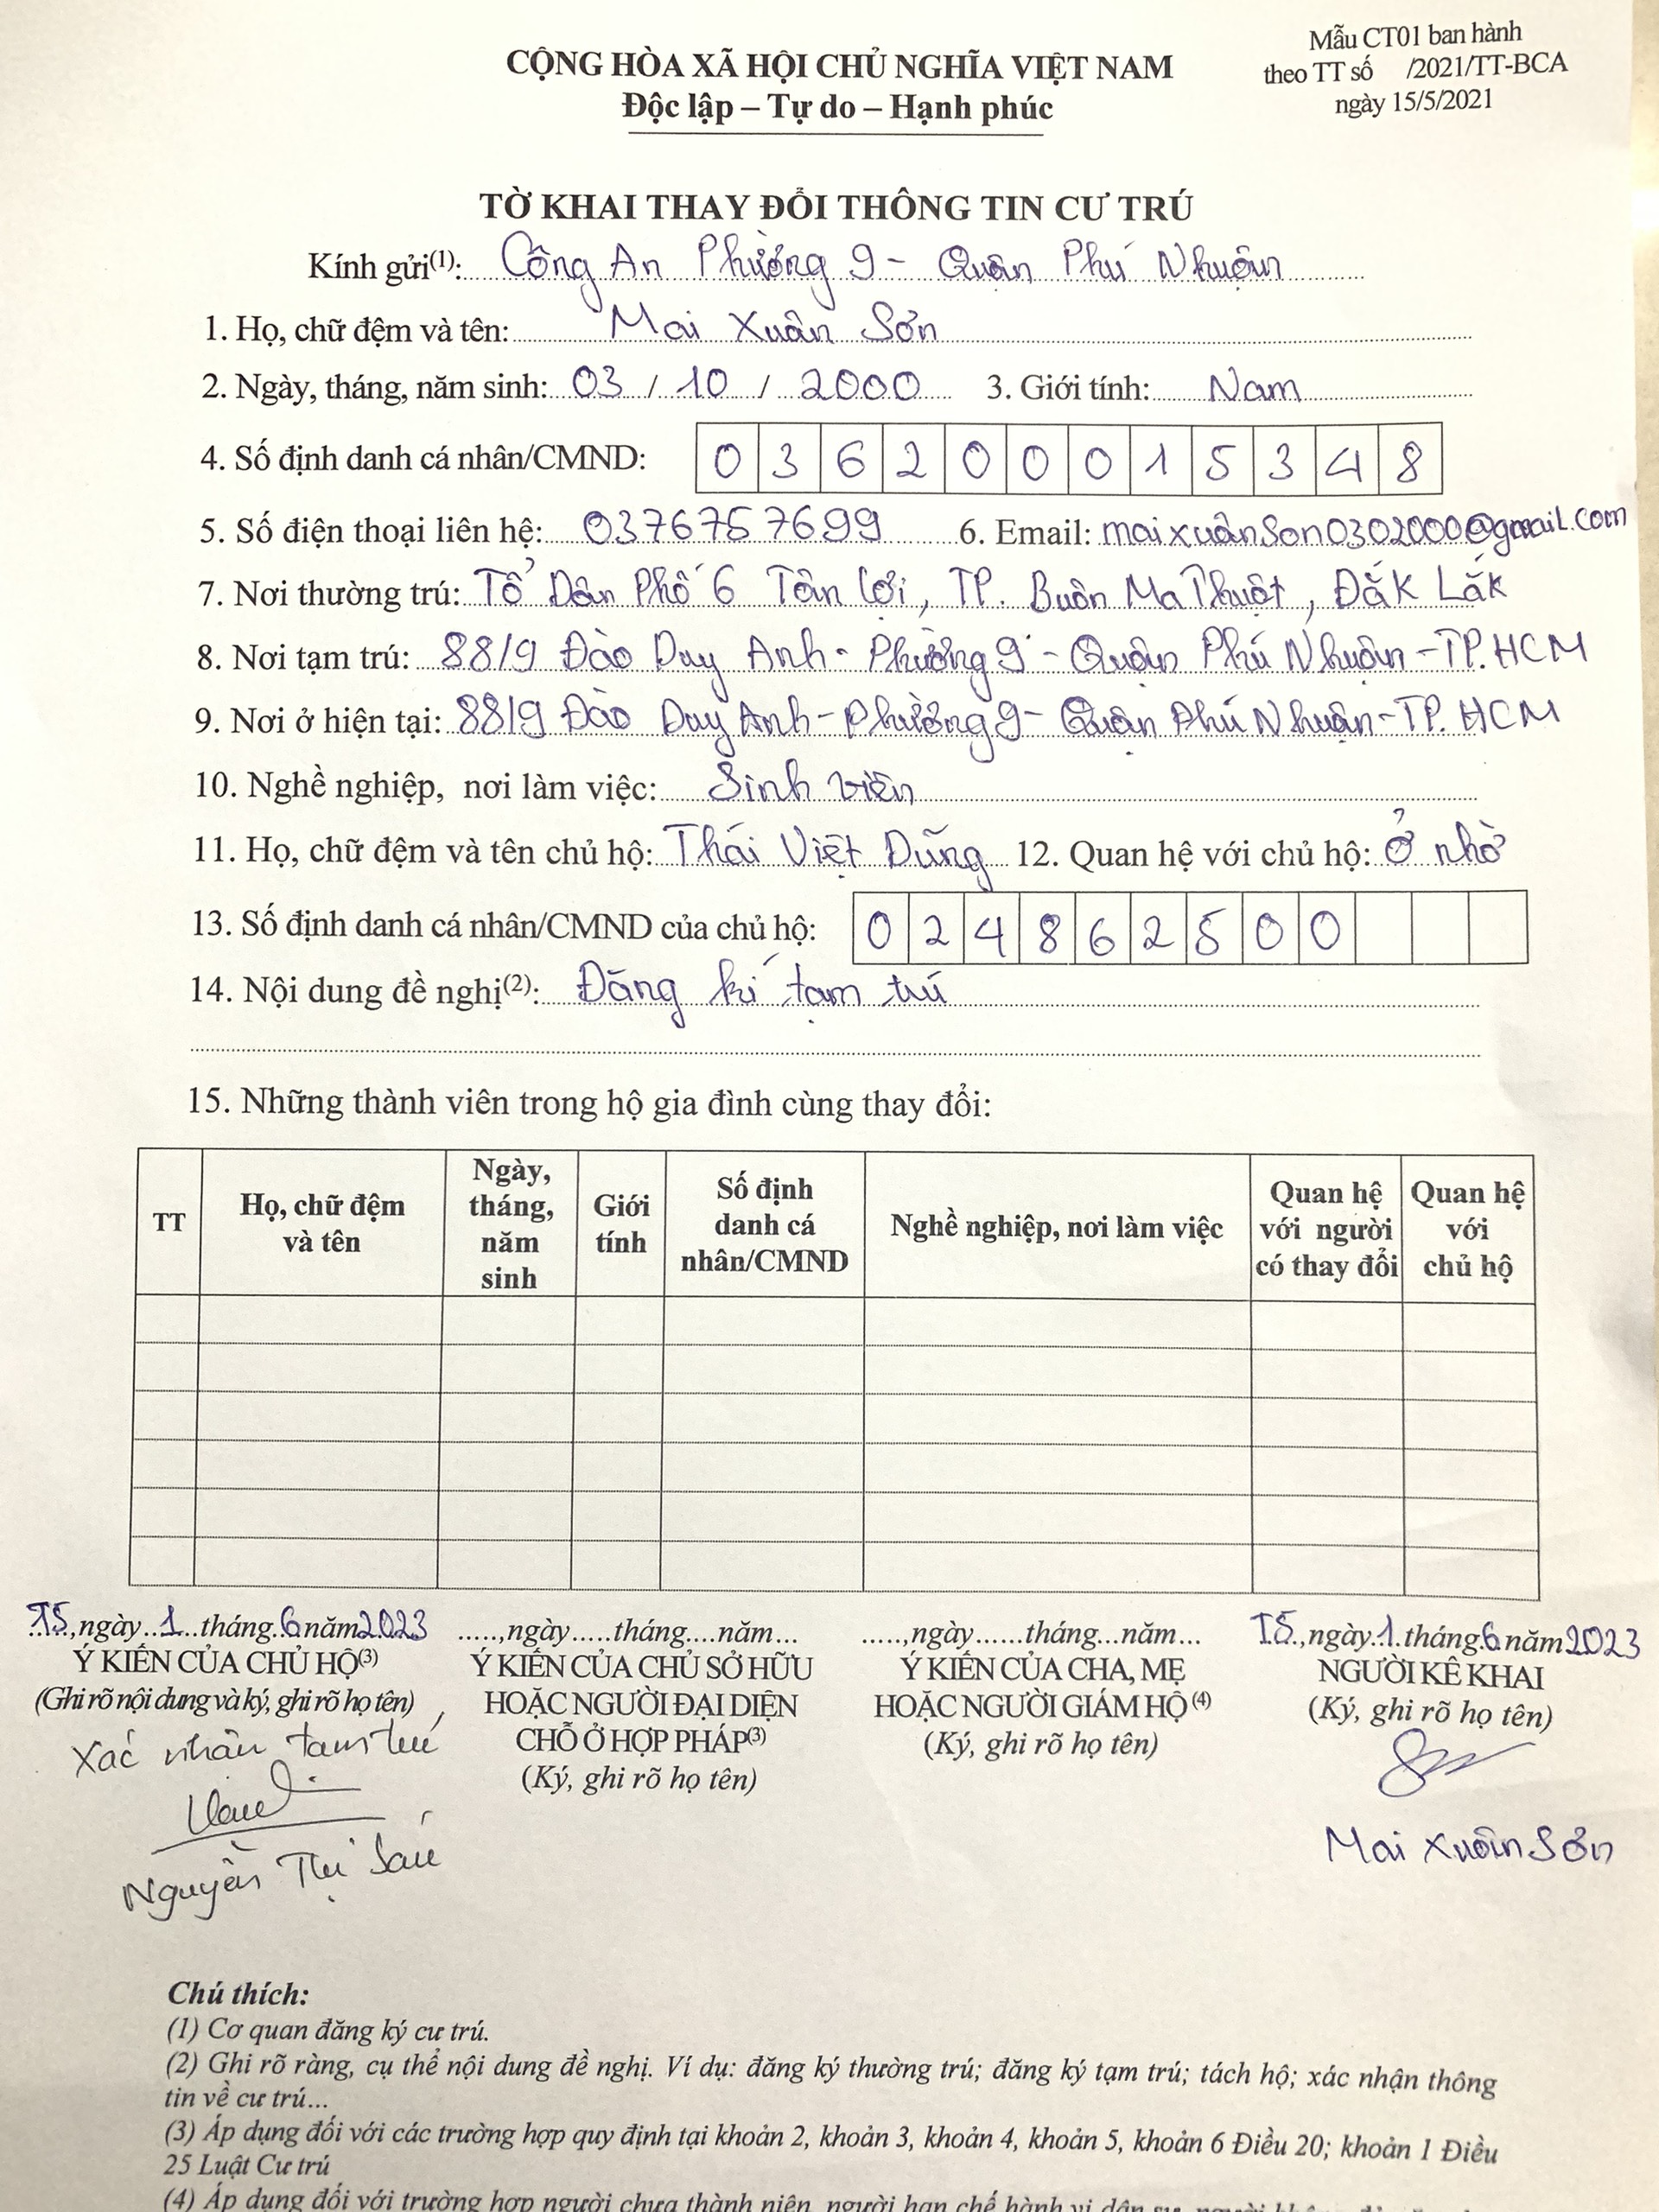 Mẫu CT01 ban hành
theo TT số /2021/TT-BCA
ngày 15/5/2021
CỘNG HÒA XÃ HỘI CHỦ NGHĨA VIỆT NAM
Độc lập – Tự do – Hạnh phúc
TỜ KHAI THAY ĐỔI THÔNG TIN CƯ TRÚ
Kính gửi(1): Công An Phường 9 - Quận Phú Nhuận
1. Họ, chữ đệm và tên: Mai Xuân Sơn
2. Ngày, tháng, năm sinh: 03 / 10 / 2000 3. Giới tính: Nam
4. Số định danh cá nhân/CMND: 0 3 6 2 0 0 0 1 5 3 4 8
5. Số điện thoại liên hệ: 0376757699 6. Email: maixuânSon0302000@gmail.com
7. Nơi thường trú: Tổ Dân Phố 6 Tân Lợi, TP. Buôn Ma Thuột, Đắk Lắk
8. Nơi tạm trú: 88/9 Đào Duy Anh - Phường 9 - Quận Phú Nhuận - TP. HCM
9. Nơi ở hiện tại: 88/9 Đào Duy Anh - Phường 9 - Quận Phú Nhuận - TP. HCM
10. Nghề nghiệp, nơi làm việc: Sinh viên
11. Họ, chữ đệm và tên chủ hộ: Thái Việt Dũng 12. Quan hệ với chủ hộ: Ở nhờ
13. Số định danh cá nhân/CMND của chủ hộ: 0 2 4 8 6 2 5 0 0
14. Nội dung đề nghị(2): Đăng kí tạm trú
15. Những thành viên trong hộ gia đình cùng thay đổi:
TT
Họ, chữ đệm
và tên
Ngày,
tháng,
năm
sinh
Giới
tính
Số định
danh cá
nhân/CMND
Nghề nghiệp, nơi làm việc
Quan hệ
với người
có thay đổi
Quan hệ
với
chủ hộ
TS, ngày 1 tháng 6 năm 2023
Ý KIẾN CỦA CHỦ HỘ(3)
(Ghi rõ nội dung và ký, ghi rõ họ tên)
Xác nhân tạm trú
Nguyễn Thị Sáu
....,ngày.....tháng....năm...
Ý KIẾN CỦA CHỦ SỞ HỮU
HOẶC NGƯỜI ĐẠI DIỆN
CHỖ Ở HỢP PHÁP(3)
(Ký, ghi rõ họ tên)
.....,ngày......tháng...năm...
Ý KIẾN CỦA CHA, MẸ
HOẶC NGƯỜI GIÁM HỘ (4)
(Ký, ghi rõ họ tên)
T.S, ngày 1 tháng 6 năm 2023
NGƯỜI KÊ KHAI
(Ký, ghi rõ họ tên)
Mai Xuân Sơn
Chú thích:
(1) Cơ quan đăng ký cư trú.
(2) Ghi rõ ràng, cụ thể nội dung đề nghị. Ví dụ: đăng ký thường trú; đăng ký tạm trú; tách hộ; xác nhận thông
tin về cư trú...
(3) Áp dụng đối với các trường hợp quy định tại khoản 2, khoản 3, khoản 4, khoản 5, khoản 6 Điều 20; khoản 1 Điều
25 Luật Cư trú
(4) Áp dụng đối với trường hợp người chưa thành niên, người hạn chế hành vi dân sự, người